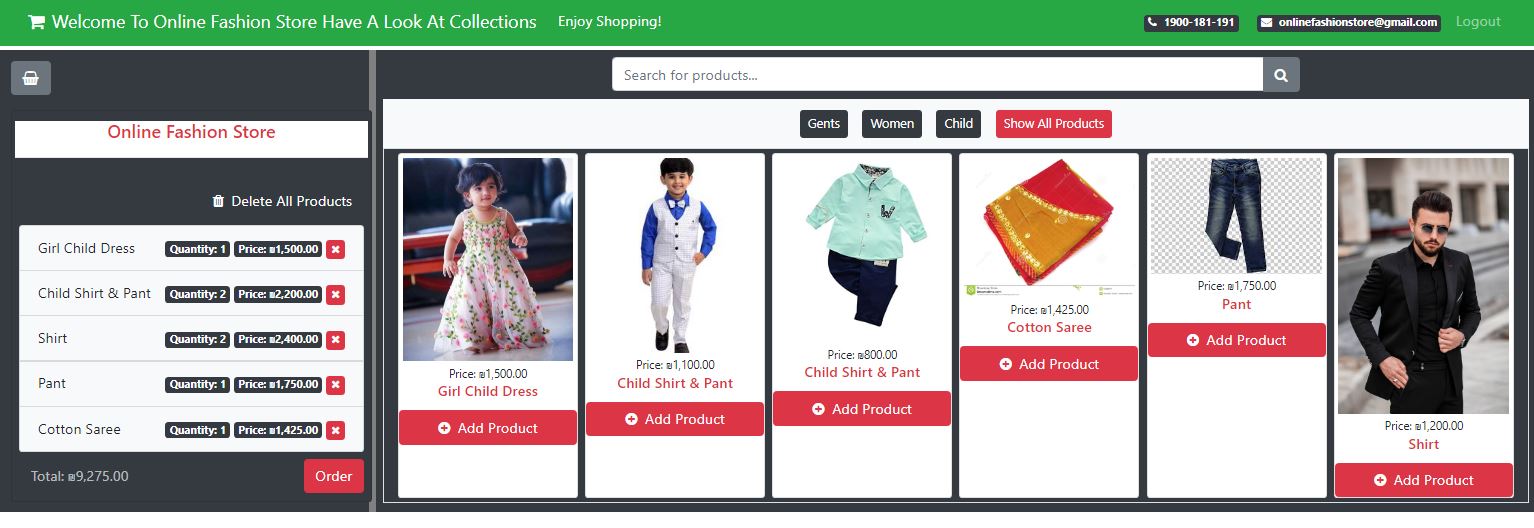 Welcome To Online Fashion Store Have A Look At Collections Enjoy Shopping! 1900-181-191 onlinefashionstore@gmail.com Logout
Search for products...
Online Fashion Store
Delete All Products
Girl Child Dress Quantity: 1 Price: ₪1,500.00
Child Shirt & Pant Quantity: 2 Price: ₪2,200.00
Shirt Quantity: 2 Price: ₪2,400.00
Pant Quantity: 1 Price: ₪1,750.00
Cotton Saree Quantity: 1 Price: ₪1,425.00
Total: ₪9,275.00 Order
Gents Women Child Show All Products
Price: ₪1,500.00
Girl Child Dress
Add Product
Price: ₪1,100.00
Child Shirt & Pant
Add Product
W
Price: ₪800.00
Child Shirt & Pant
Add Product
Price: ₪1,425.00
Cotton Saree
Add Product
Price: ₪1,750.00
Pant
Add Product
Price: ₪1,200.00
Shirt
Add Product